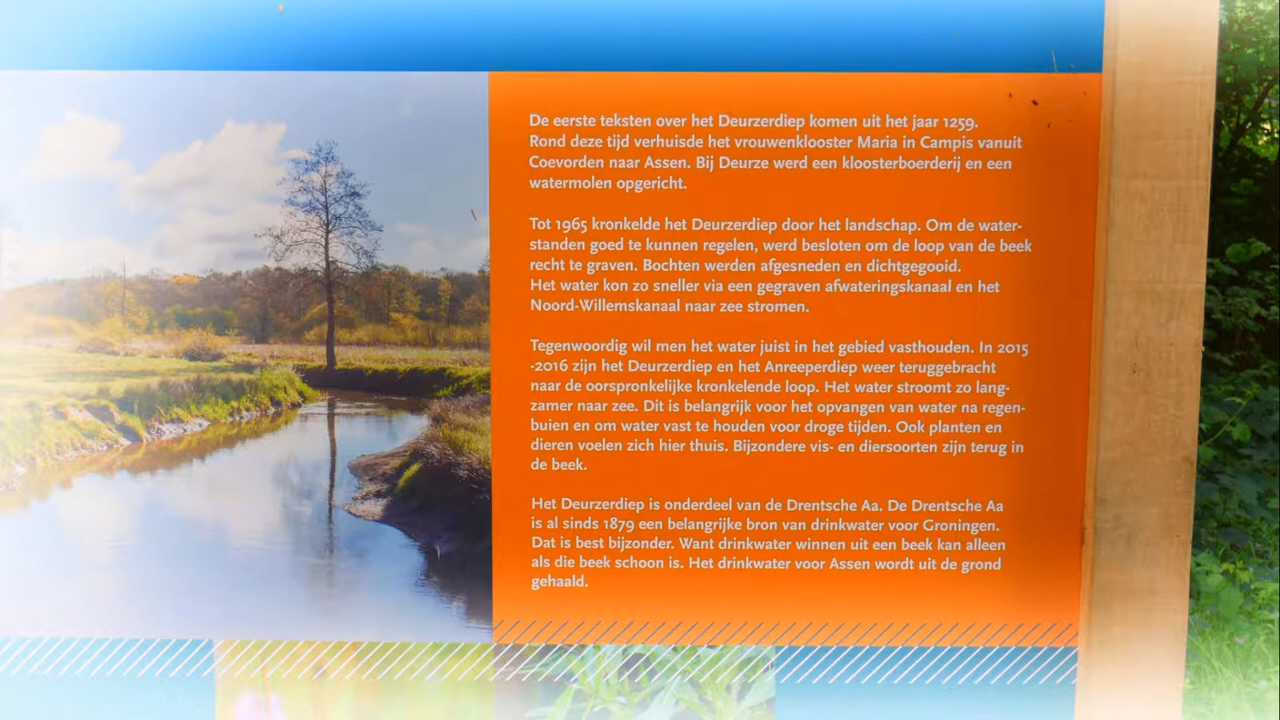 De eerste teksten over het Deurzerdiep komen uit het jaar 1259.
Rond deze tijd verhuisde het vrouwenklooster Maria in Campis vanuit
Coevorden naar Assen. Bij Deurze werd een kloosterboerderij en een
watermolen opgericht.
Tot 1965 kronkelde het Deurzerdiep door het landschap. Om de water-
standen goed te kunnen regelen, werd besloten om de loop van de beek
recht te graven. Bochten werden afgesneden en dichtgegooid.
Het water kon zo sneller via een gegraven afwateringskanaal en het
Noord-Willemskanaal naar zee stromen.
Tegenwoordig wil men het water juist in het gebied vasthouden. In 2015
-2016 zijn het Deurzerdiep en het Anreeperdiep weer teruggebracht
naar de oorspronkelijke kronkelende loop. Het water stroomt zo lang-
zamer naar zee. Dit is belangrijk voor het opvangen van water na regen-
buien en om water vast te houden voor droge tijden. Ook planten en
dieren voelen zich hier thuis. Bijzondere vis- en diersoorten zijn terug in
de beek.
Het Deurzerdiep is onderdeel van de Drentsche Aa. De Drentsche Aa
is al sinds 1879 een belangrijke bron van drinkwater voor Groningen.
Dat is best bijzonder. Want drinkwater winnen uit een beek kan alleen
als die beek schoon is. Het drinkwater voor Assen wordt uit de grond
gehaald.